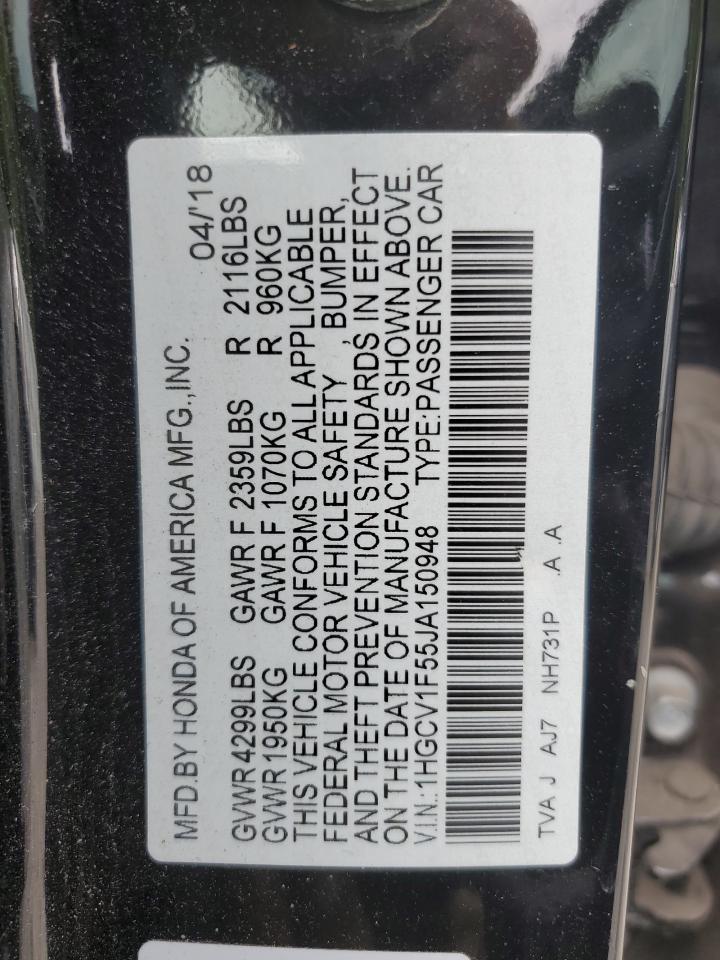 MFD.BY HONDA OF AMERICA MFG.,INC. 04/'18
GVWR 4299LBS GAWR F 2359LBS R 2116LBS
GVWR 1950KG GAWR F 1070KG R 960KG
THIS VEHICLE CONFORMS TO ALL APPLICABLE
FEDERAL MOTOR VEHICLE SAFETY, BUMPER,
AND THEFT PREVENTION STANDARDS, IN EFFECT
ON THE DATE OF MANUFACTURE SHOWN ABOVE.
V.I.N.:1HGCV1F55JA150948 TYPE:PASSENGER CAR
TVA J AJ7 NH731P .A .A